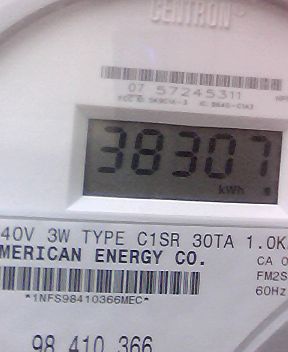 CENTRON®
07 57245311
38307
kWh
40V 3W TYPE C1SR 30TA 1.0K
MERICAN ENERGY CO.
CA 0
FM2S
60Hz
*1NFS98410366MEC*
98 410 366